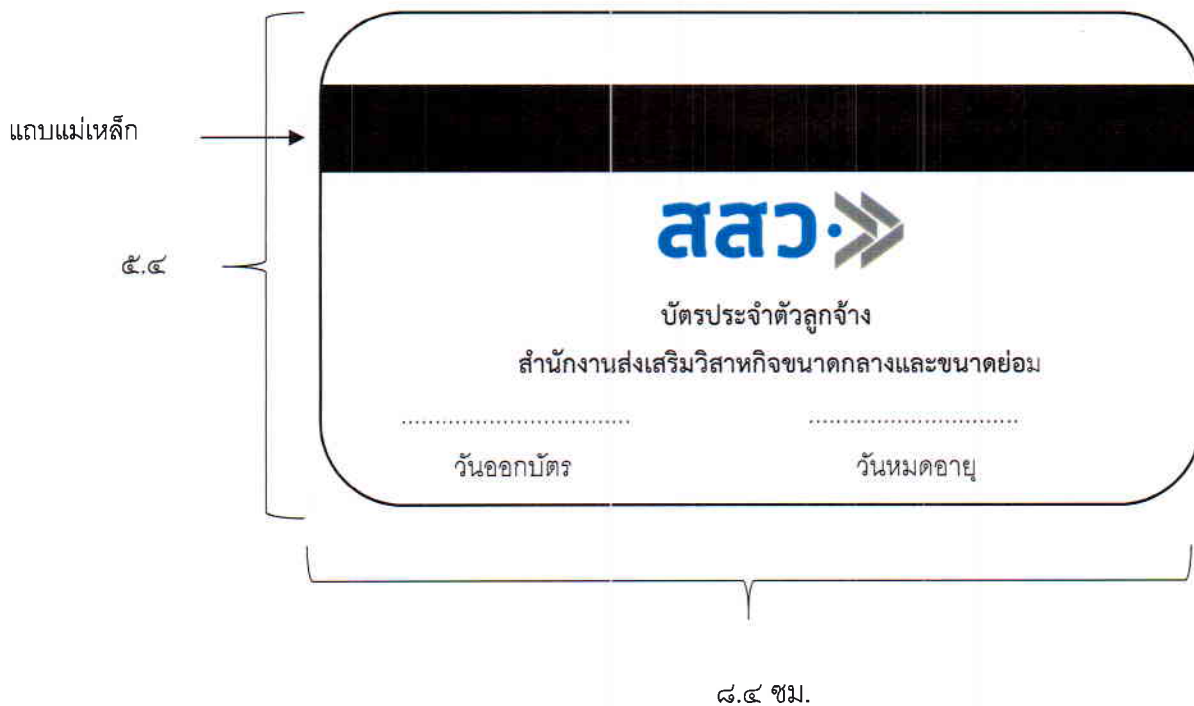 แถบแม่เหล็ก
สสว.
๕.๔
บัตรประจำตัวลูกจ้าง
สำนักงานส่งเสริมวิสาหกิจขนาดกลางและขนาดย่อม
.................................. ..................................
วันออกบัตร วันหมดอายุ
๘.๔ ซม.